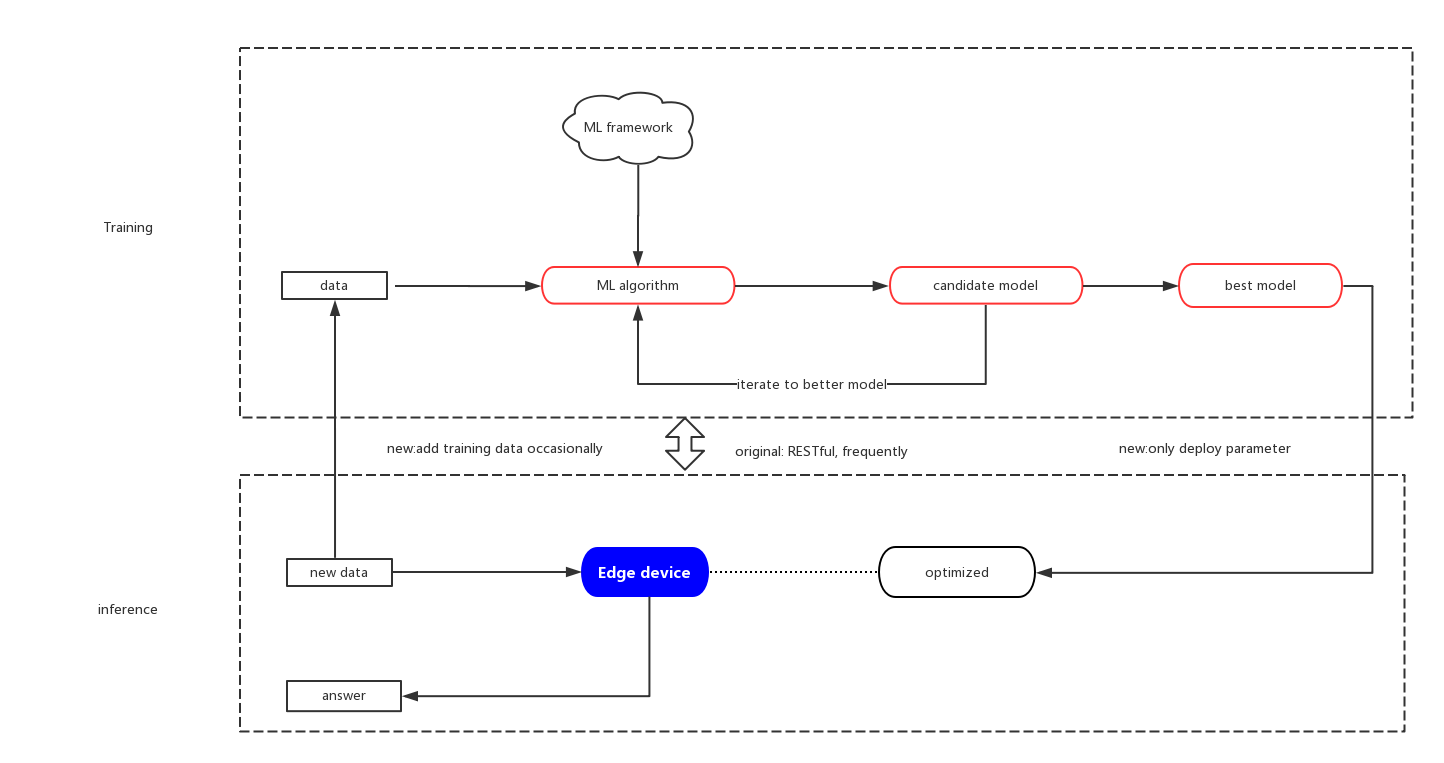 ML framework
Training
data
ML algorithm
candidate model
best model
iterate to better model
new:add training data occasionally
original: RESTful, frequently
new:only deploy parameter
new data
Edge device
optimized
inference
answer